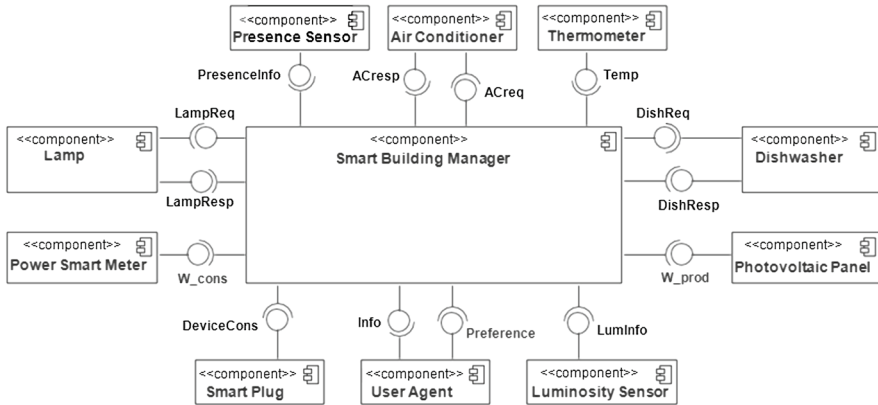 <<component>>
Presence Sensor
<<component>>
Air Conditioner
<<component>>
Thermometer
PresenceInfo
ACresp
ACreq
Temp
LampReq
DishReq
<<component>>
Lamp
<<component>>
Smart Building Manager
<<component>>
Dishwasher
LampResp
DishResp
<<component>>
Power Smart Meter
W_cons
W_prod
<<component>>
Photovoltaic Panel
DeviceCons
Info
Preference
LumInfo
<<component>>
Smart Plug
<<component>>
User Agent
<<component>>
Luminosity Sensor